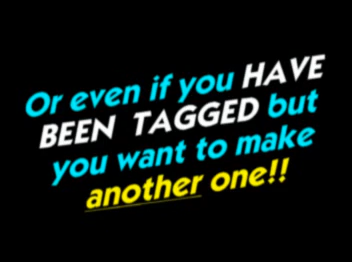 Or even if you HAVE
BEEN TAGGED but
you want to make
another one!!